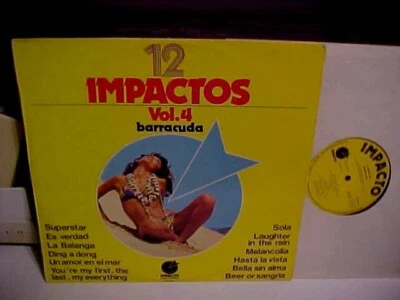 12
IMPACTOS
Vol.4
barracuda
Superstar
Es verdad
La Balanga
Ding a dong
Un amor en el mar
You're my first, the
last, my everything
Sola
Laughter
in the rain
Melancolia
Hasta la vista
Bella sin alma
Beer or sangria
IMPACTO